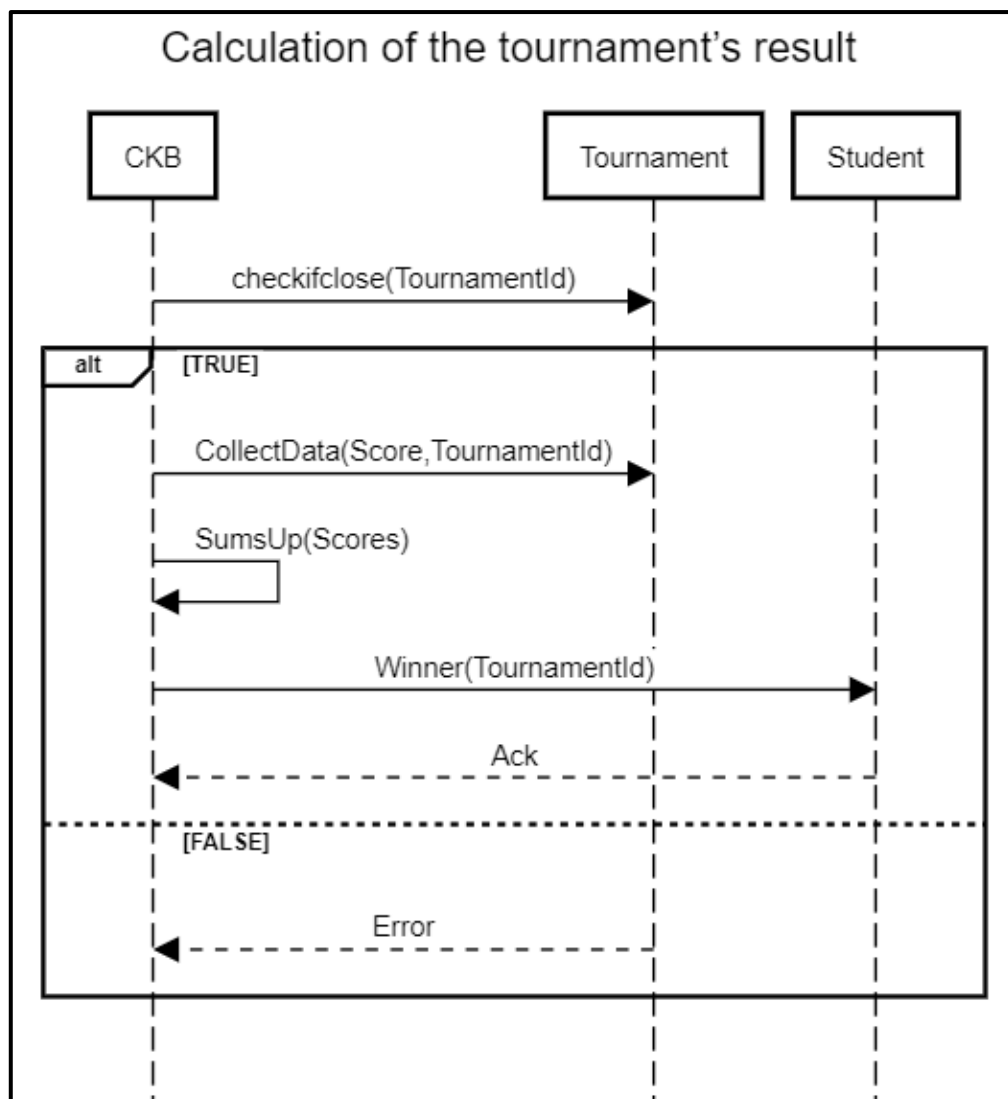 Calculation of the tournament's result
CKB
Tournament
Student
checkifclose(TournamentId)
alt
[TRUE]
CollectData(Score,TournamentId)
SumsUp(Scores)
Winner(TournamentId)
Ack
[FALSE]
Error